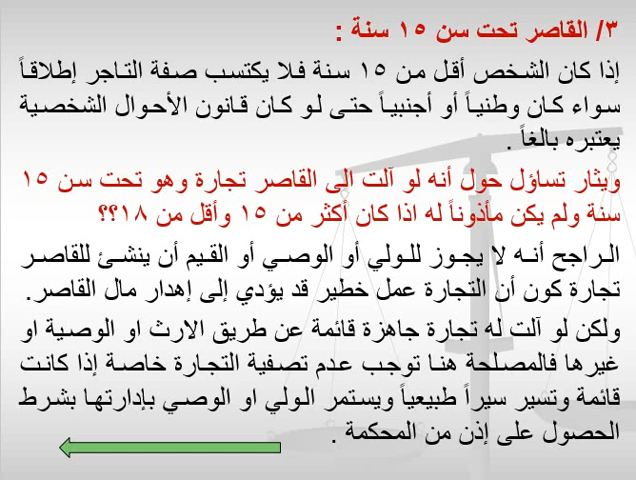 ٣/ القاصر تحت سن ١٥ سنة :
إذا كان الشخص أقل من ١٥ سنة فلا يكتسب صفة التاجر إطلاقاً
سواء كان وطنياً أو أجنبياً حتى لو كان قانون الأحوال الشخصية
يعتبره بالغاً .
ويثار تساؤل حول أنه لو آلت الى القاصر تجارة وهو تحت سن ١٥
سنة ولم يكن مأذوناً له اذا كان أكثر من ١٥ وأقل من ١٨؟؟
الراجح أنه لا يجوز للولي أو الوصي أو القيم أن ينشئ للقاصر
تجارة كون أن التجارة عمل خطير قد يؤدي إلى إهدار مال القاصر.
ولكن لو آلت له تجارة جاهزة قائمة عن طريق الارث او الوصية او
غيرها فالمصلحة هنا توجب عدم تصفية التجارة خاصة إذا كانت
قائمة وتسير سيراً طبيعياً ويستمر الولي او الوصي بإدارتها بشرط
الحصول على إذن من المحكمة .